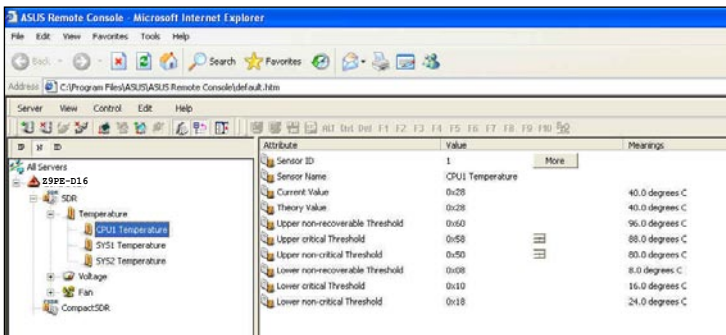 ASUS Remote Console - Microsoft Internet Explorer
File Edit View Favorites Tools Help
Back Search Favorites
Address C:\Program Files\ASUS\ASUS Remote Console\default.htm
Server View Control Edit Help
ALt Ctrl Del F1 F2 F3 F4 F5 F6 F7 F8 F9 F10
IP N ID
All Servers
Z9PE-D16
SDR
Temperature
CPU1 Temperature
SYS1 Temperature
SYS2 Temperature
Voltage
Fan
CompactSDR
Attribute Value Meanings
Sensor ID 1 More
Sensor Name CPU1 Temperature
Current Value 0x28 40.0 degrees C
Theory Value 0x28 40.0 degrees C
Upper non-recoverable Threshold 0x60 96.0 degrees C
Upper critical Threshold 0x58 88.0 degrees C
Upper non-critical Threshold 0x50 80.0 degrees C
Lower non-recoverable Threshold 0x08 8.0 degrees C
Lower critical Threshold 0x10 16.0 degrees C
Lower non-critical Threshold 0x18 24.0 degrees C